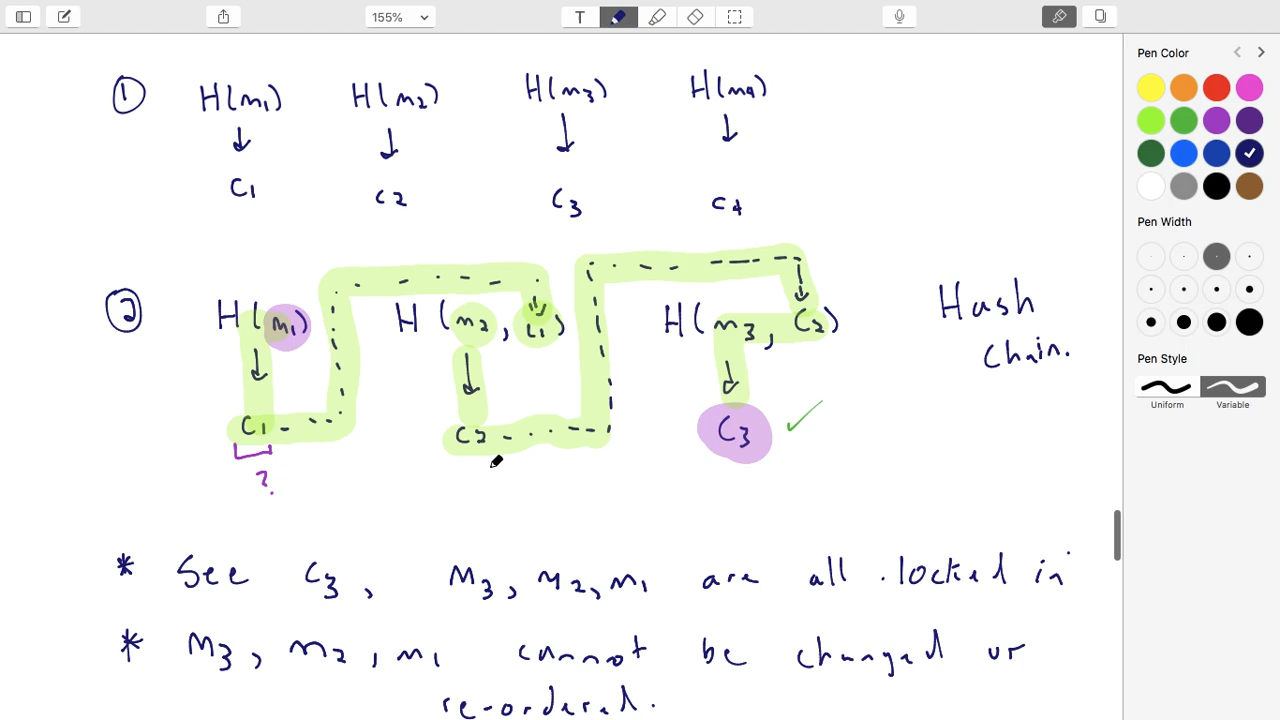 155%
T
① H(m1) H(m2) H(m3) H(m4)
↓ ↓ ↓ ↓
C1 C2 C3 C4
② H(m1) H(m2, C1) H(m3, C2)
↓ ↓ ↓
C1 C2 C3 ✓
?
Hash
chain.
* See C3, M3, M2, M1 are all locked in
* M3, m2, m1 cannot be changed or
re-ordered.
Pen Color
Pen Width
Pen Style
Uniform Variable